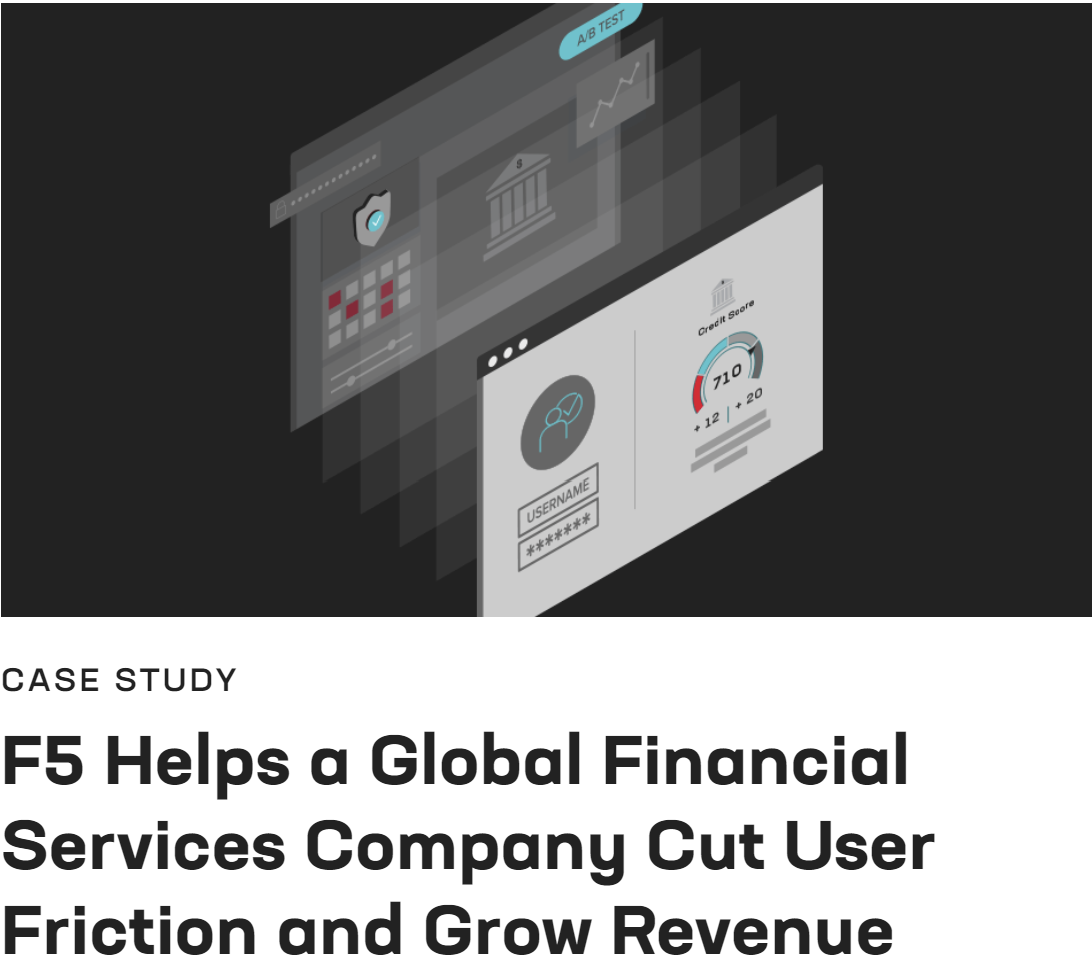 A/B TEST
$
Credit Score
710
+ 12 | + 20
USERNAME
*******
CASE STUDY
F5 Helps a Global Financial
Services Company Cut User
Friction and Grow Revenue